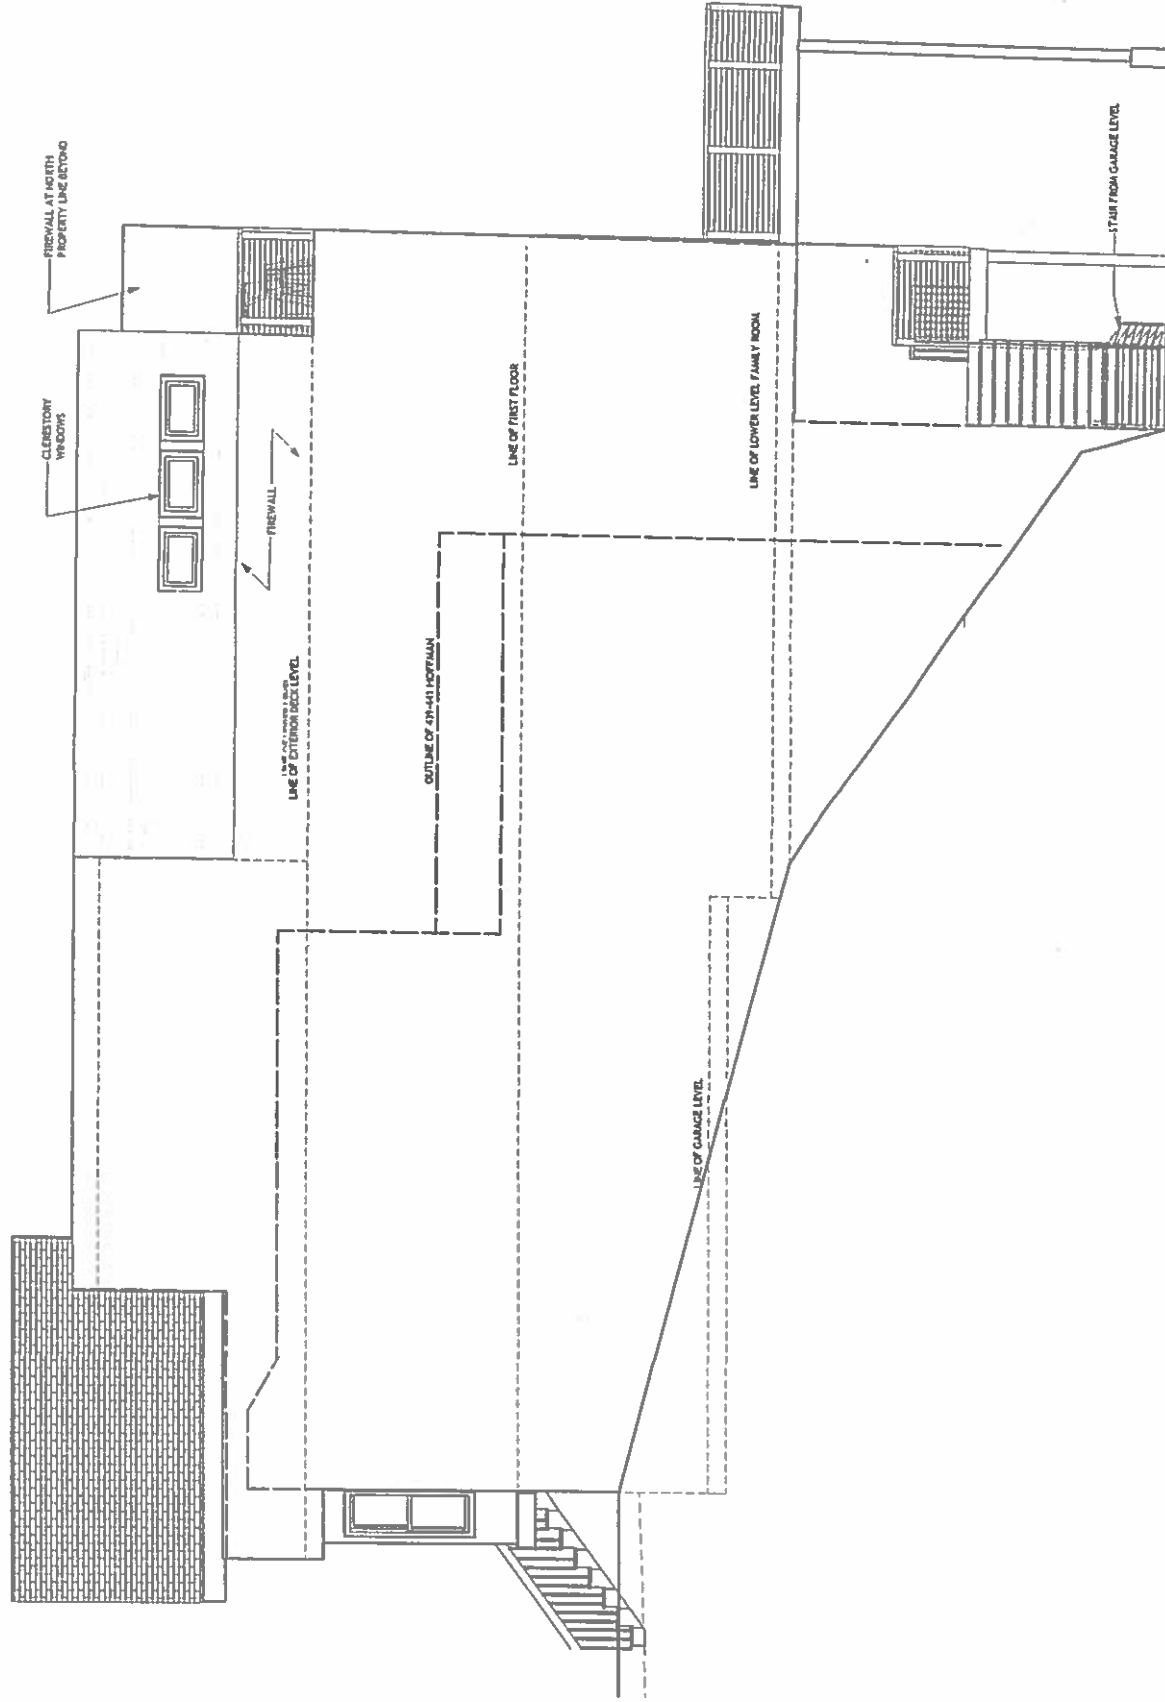 FIREWALL AT NORTH
PROPERTY LINE BEYOND
CLERESTORY
WINDOWS
FIREWALL
LINE OF EXTERIOR DECK LEVEL
OUTLINE OF 439-441 HOFFMAN
LINE OF FIRST FLOOR
LINE OF LOWER LEVEL FAMILY ROOM
LINE OF GARAGE LEVEL
STAIR FROM GARAGE LEVEL